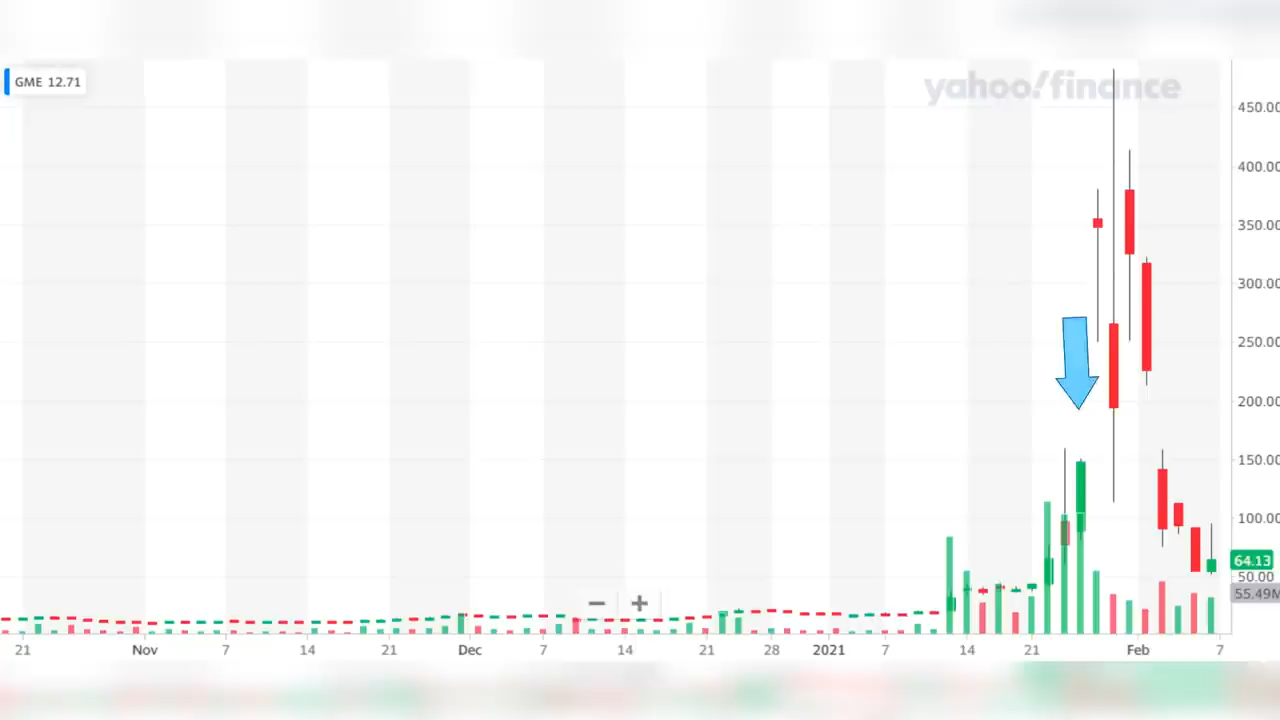 GME 12.71
yahoo!finance
450.00
400.00
350.00
300.00
250.00
200.00
150.00
100.00
64.13
50.00
55.49M
21 Nov 7 14 21 Dec 7 14 21 28 2021 7 14 21 Feb 7